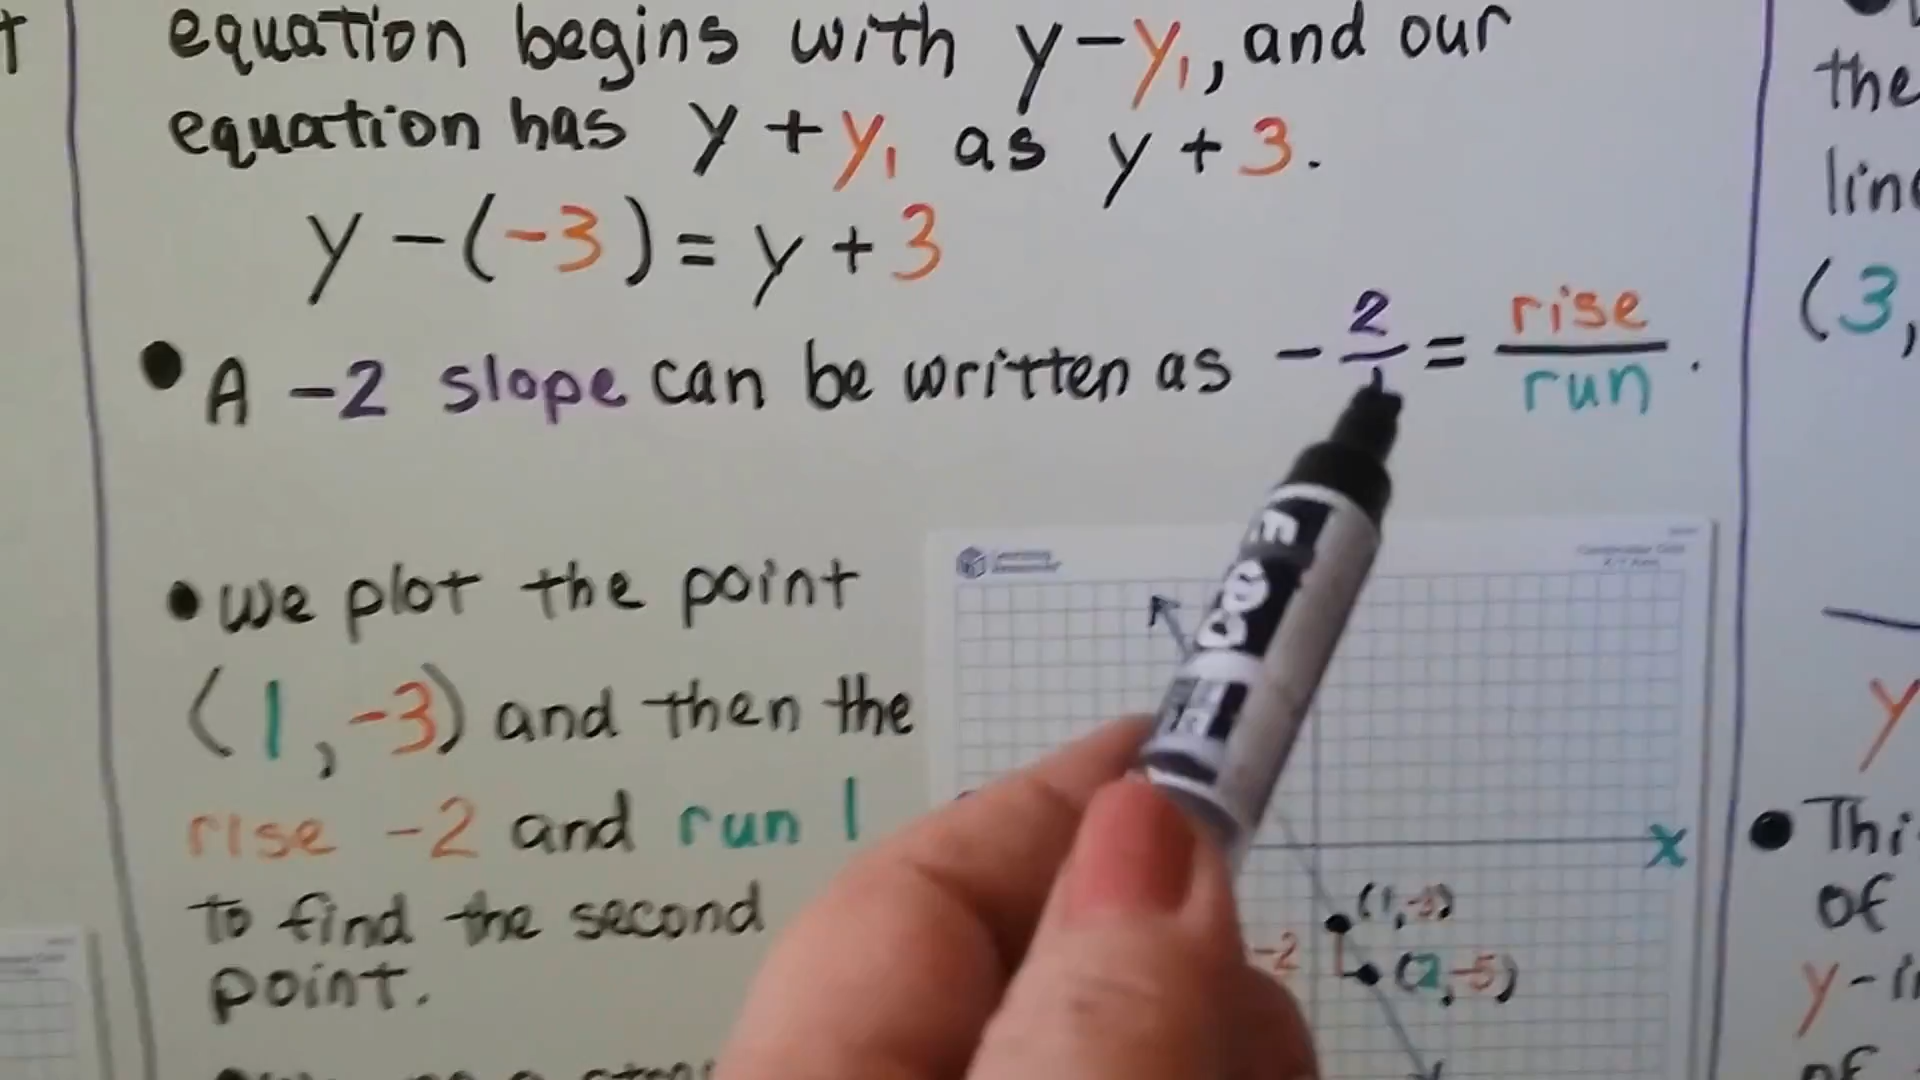 equation begins with y-y₁, and our
equation has y + y₁ as y + 3.
y - (-3) = y + 3
• A -2 slope can be written as - 2/1 = rise/run.
• We plot the point
(1, -3) and then the
rise -2 and run 1
to find the second
point.
x
(1,-3)
-2
(2,-5)
the
(3,
y
• Thi
of
y-i
of